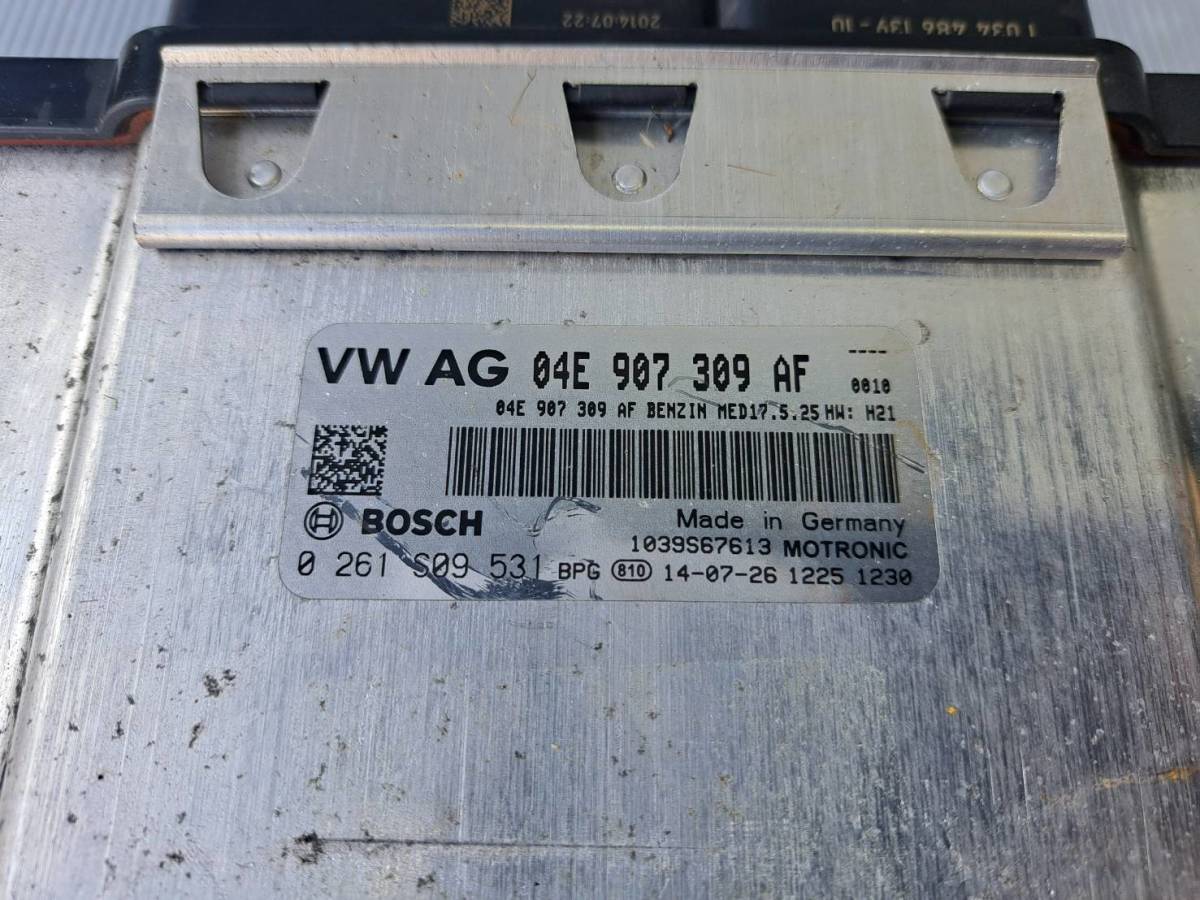 2014-07-22
1 034 486 139-10
VW AG 04E 907 309 AF ----
0010
04E 907 309 AF BENZIN MED17.5.25 HW: H21
BOSCH Made in Germany
1039S67613 MOTRONIC
0 261 S09 531 BPG 810 14-07-26 1225 1230